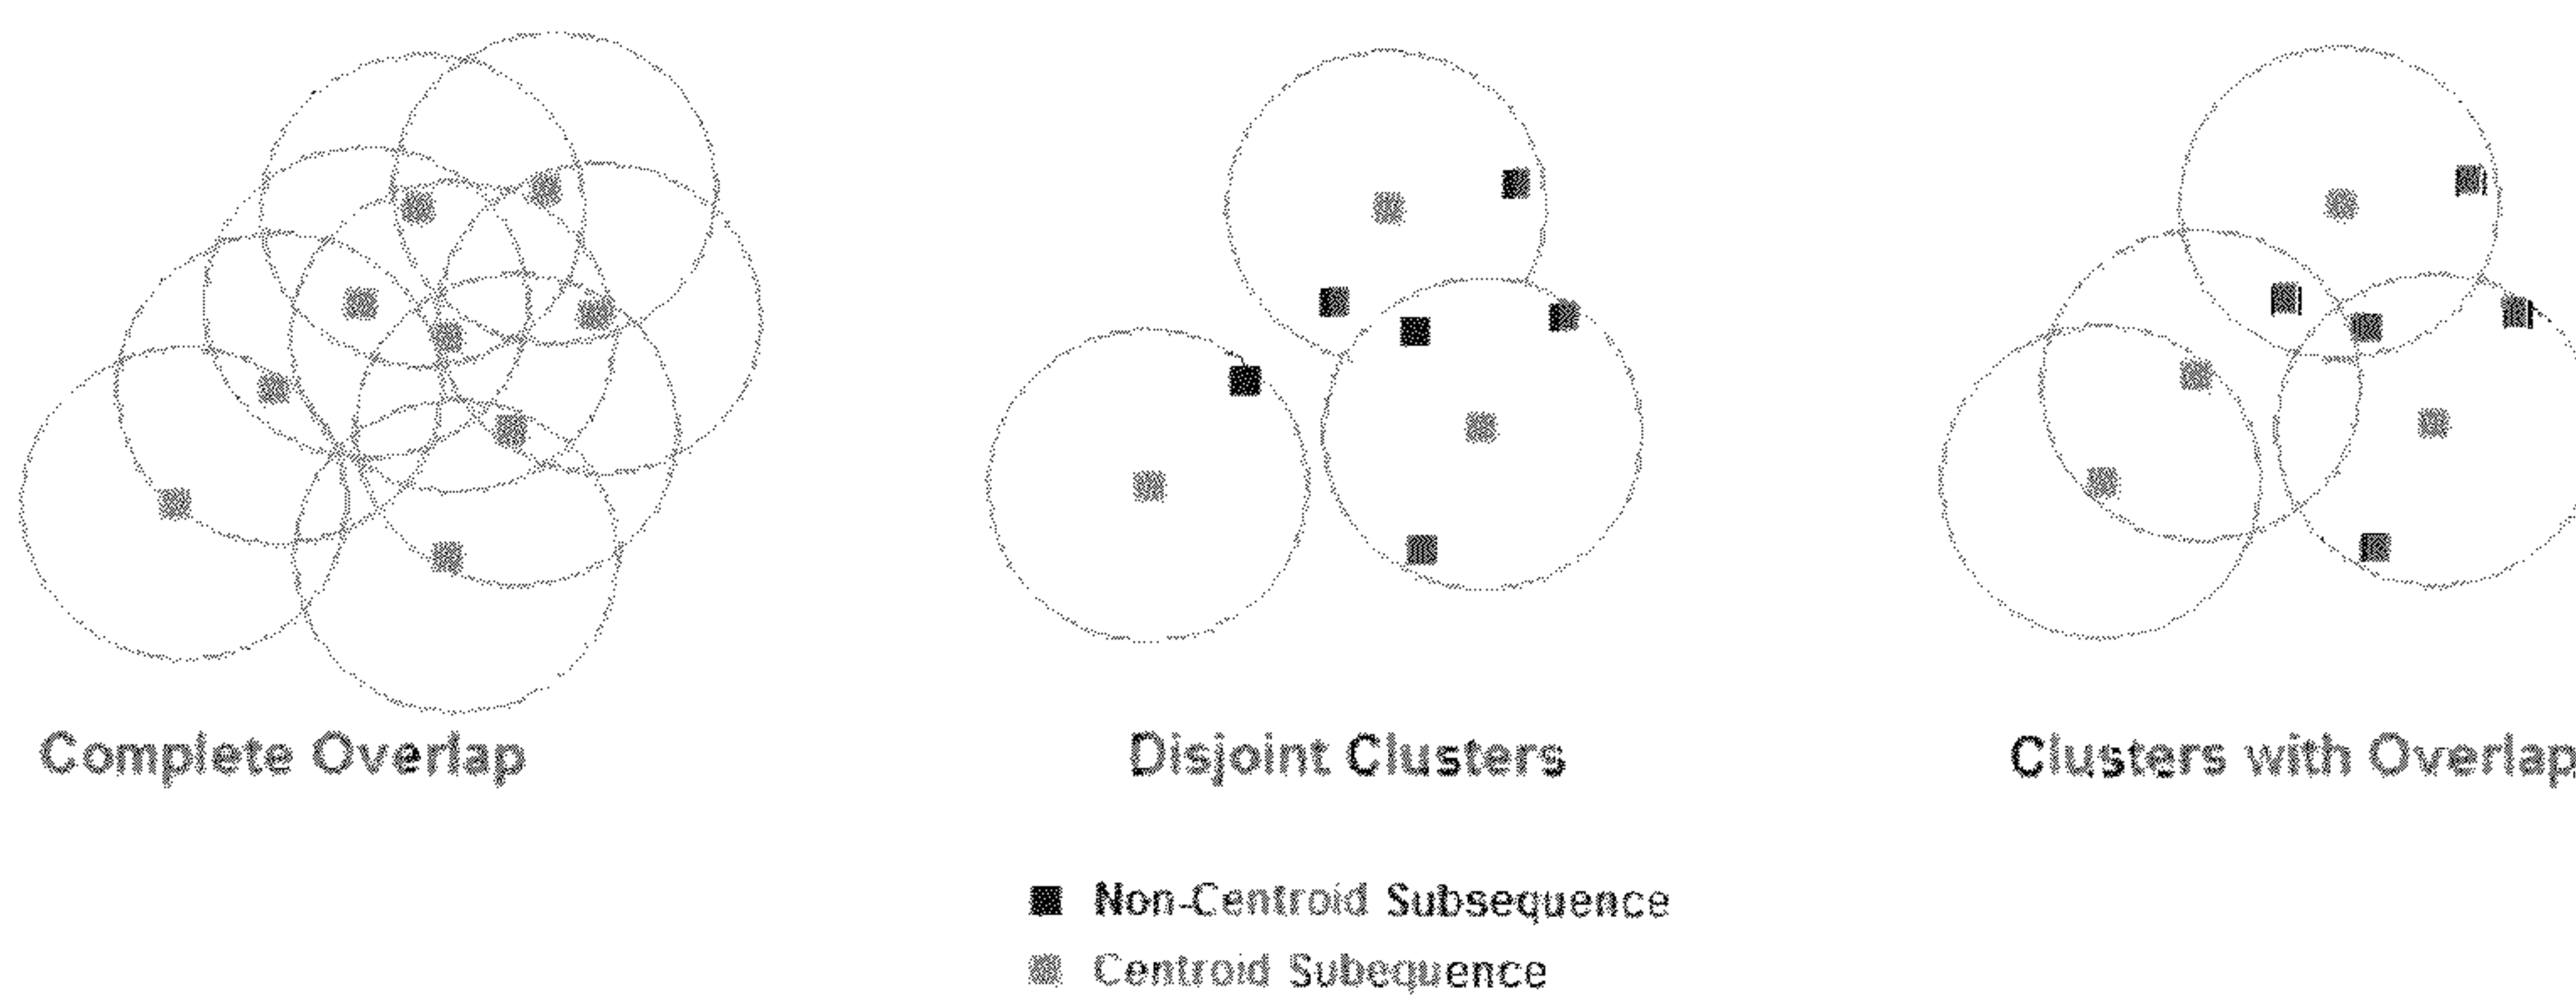 Complete Overlap
Disjoint Clusters
Clusters with Overlap
Non-Centroid Subsequence
Centroid Subequence